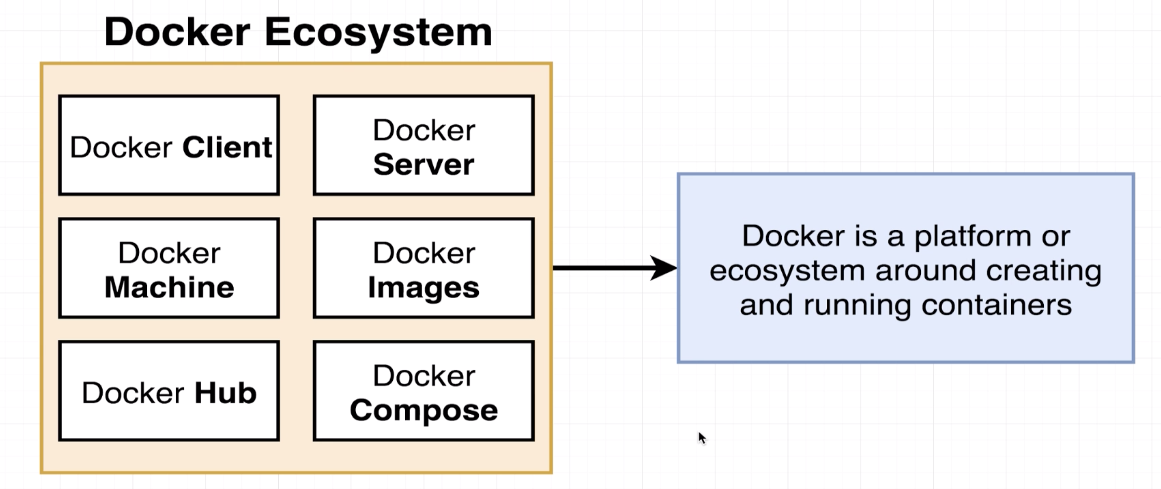 Docker Ecosystem
Docker Client
Docker
Server
Docker
Machine
Docker
Images
Docker Hub
Docker
Compose
Docker is a platform or
ecosystem around creating
and running containers